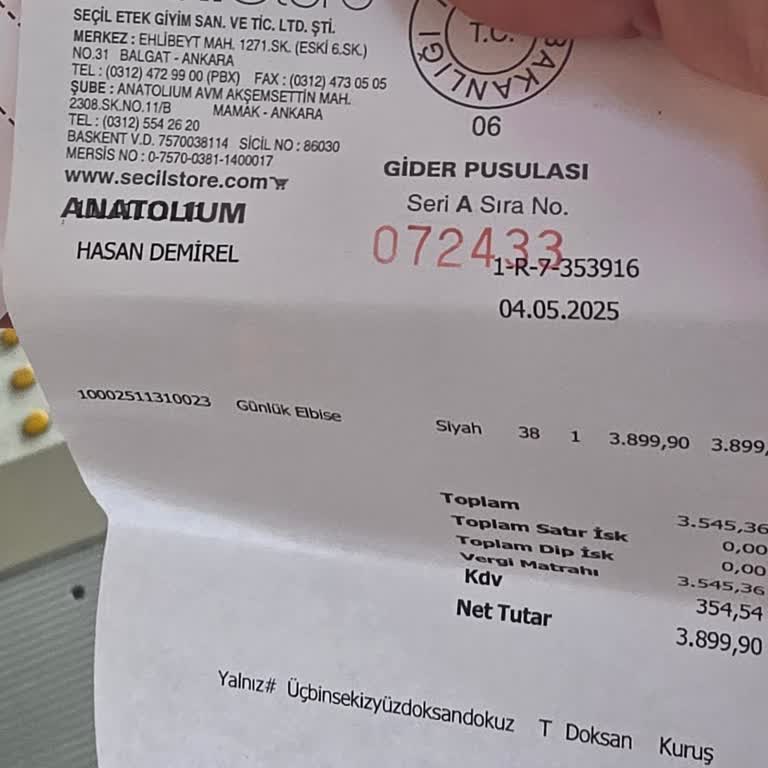 SEÇİL ETEK GİYİM SAN. VE TİC. LTD. ŞTİ.
MERKEZ : EHLİBEYT MAH. 1271.SK. (ESKİ 6.SK.)
NO.31 BALGAT - ANKARA
TEL : (0312) 472 99 00 (PBX) FAX : (0312) 473 05 05
ŞUBE : ANATOLIUM AVM AKŞEMSETTİN MAH.
2308.SK.NO.11/B MAMAK - ANKARA
TEL : (0312) 554 26 20
BASKENT V.D. 7570038114 SİCİL NO : 86030
MERSIS NO : 0-7570-0381-1400017
www.secilstore.com
ANATOLIUM
HASAN DEMİREL
T.C.
BAKANLIĞI
06
GİDER PUSULASI
Seri A Sıra No.
072433
1-R-7-353916
04.05.2025
10002511310023 Günlük Elbise Siyah 38 1 3.899,90 3.899,
Toplam 3.545,36
Toplam Satır İsk 0,00
Toplam Dip İsk 0,00
Vergi Matrahı 3.545,36
Kdv 354,54
Net Tutar 3.899,90
Yalnız# Üçbinsekizyüzdoksandokuz T Doksan Kuruş